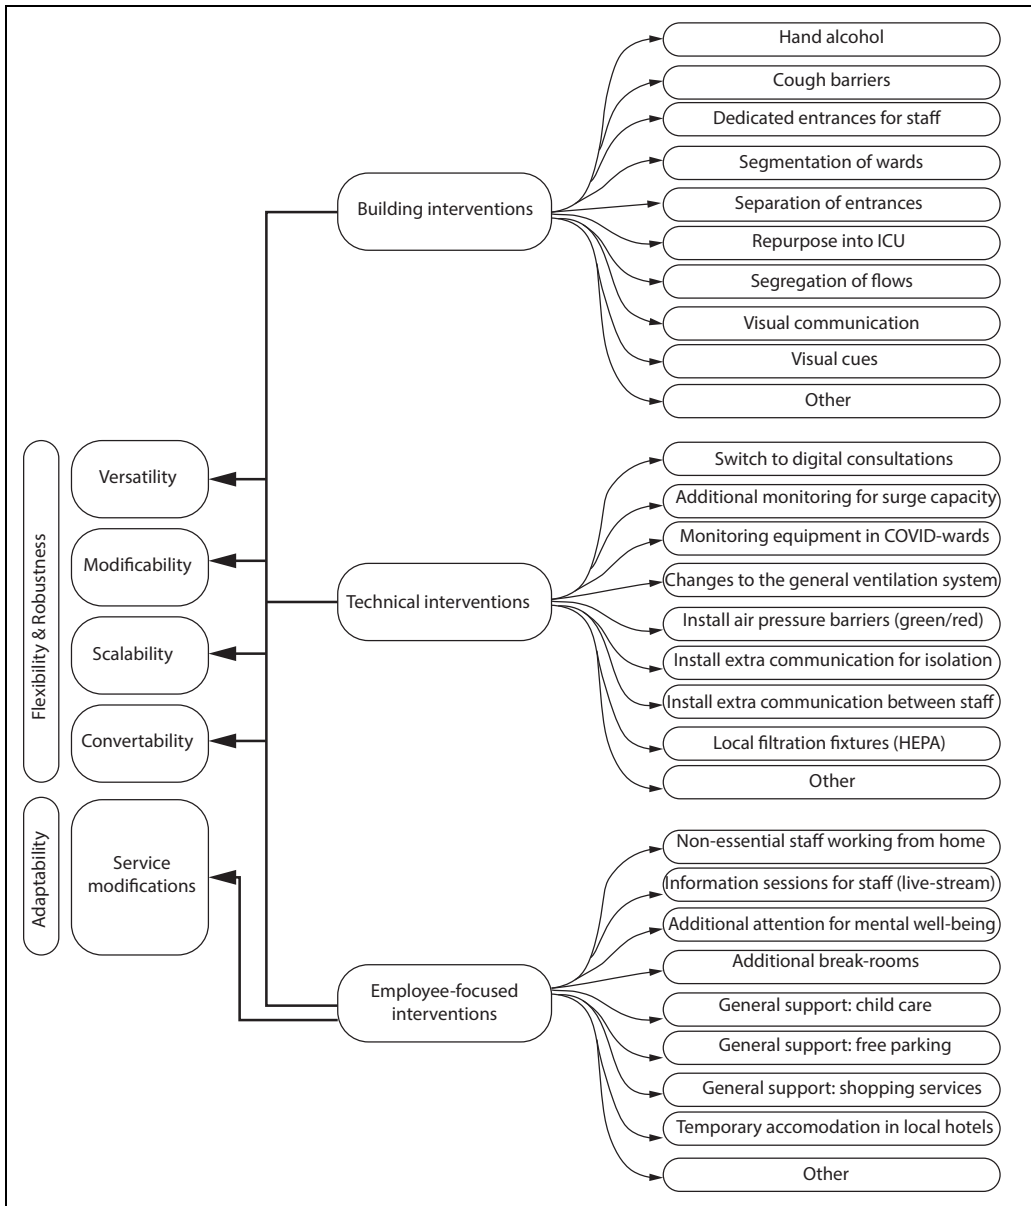 Hand alcohol
Cough barriers
Dedicated entrances for staff
Segmentation of wards
Building interventions
Separation of entrances
Repurpose into ICU
Segregation of flows
Visual communication
Visual cues
Other
Flexibility & Robustness
Versatility
Modificability
Scalability
Convertability
Switch to digital consultations
Additional monitoring for surge capacity
Monitoring equipment in COVID-wards
Changes to the general ventilation system
Technical interventions
Install air pressure barriers (green/red)
Install extra communication for isolation
Install extra communication between staff
Local filtration fixtures (HEPA)
Other
Adaptability
Service
modifications
Non-essential staff working from home
Information sessions for staff (live-stream)
Additional attention for mental well-being
Additional break-rooms
Employee-focused
interventions
General support: child care
General support: free parking
General support: shopping services
Temporary accomodation in local hotels
Other